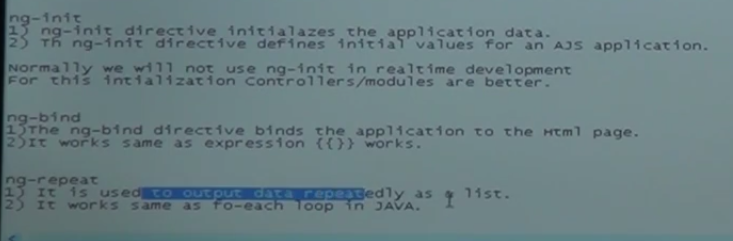 ng-init
1) ng-init directive initialazes the application data.
2) Th ng-init directive defines initial values for an AJS application.
Normally we will not use ng-init in realtime development
For this intialization Controllers/modules are better.
ng-bind
1)The ng-bind directive binds the application to the Html page.
2)It works same as expression {{}} works.
ng-repeat
1) It is used to output data repeatedly as a list.
2) It works same as fo-each loop in JAVA.